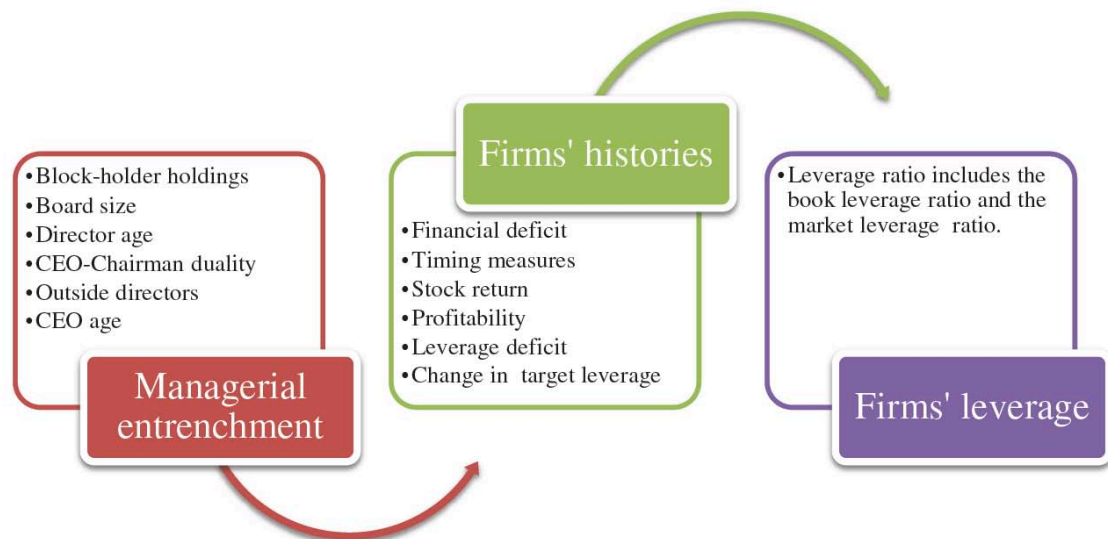 •Block-holder holdings
•Board size
•Director age
•CEO-Chairman duality
•Outside directors
•CEO age
Managerial
entrenchment
Firms' histories
•Financial deficit
•Timing measures
•Stock return
•Profitability
•Leverage deficit
•Change in target leverage
•Leverage ratio includes the
book leverage ratio and the
market leverage ratio.
Firms' leverage